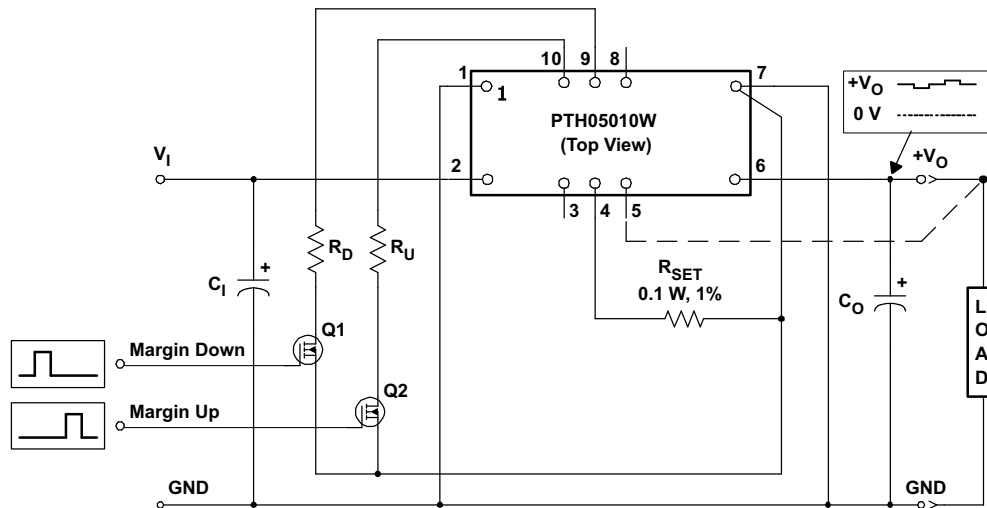 10 9 8
1 1 7
PTH05010W
(Top View)
+VO
0 V
VI
2 6
+VO
3 4 5
RD RU
RSET
0.1 W, 1%
CI +
+
CO
L
O
A
D
Q1
Margin Down
Q2
Margin Up
GND GND